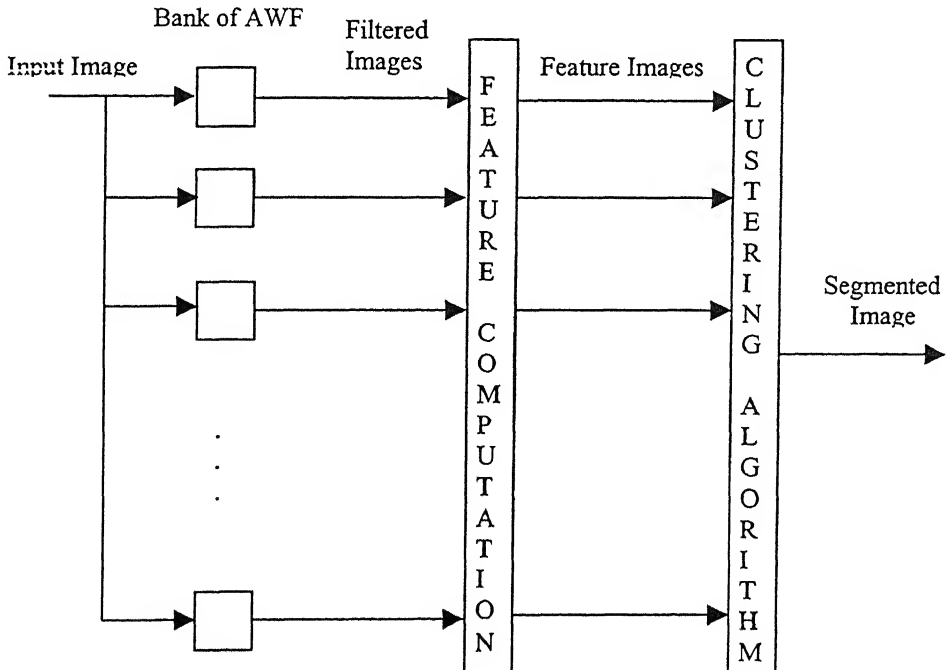 Bank of AWF
Input Image
Filtered
Images
Feature Images
FEATURE COMPUTATION
CLUSTERING ALGORITHM
Segmented
Image